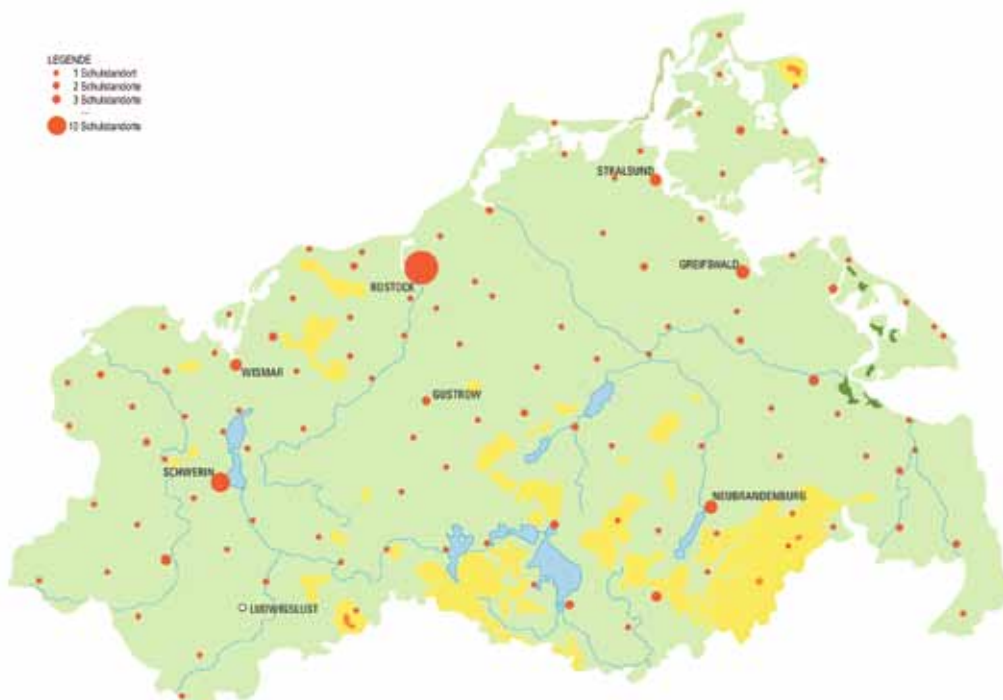 LEGENDE
1 Schulstandort
2 Schulstandorte
3 Schulstandorte
...
10 Schulstandorte
STRALSUND
GREIFSWALD
ROSTOCK
WISMAR
GÜSTROW
SCHWERIN
NEUBRANDENBURG
LUDWIGSLUST